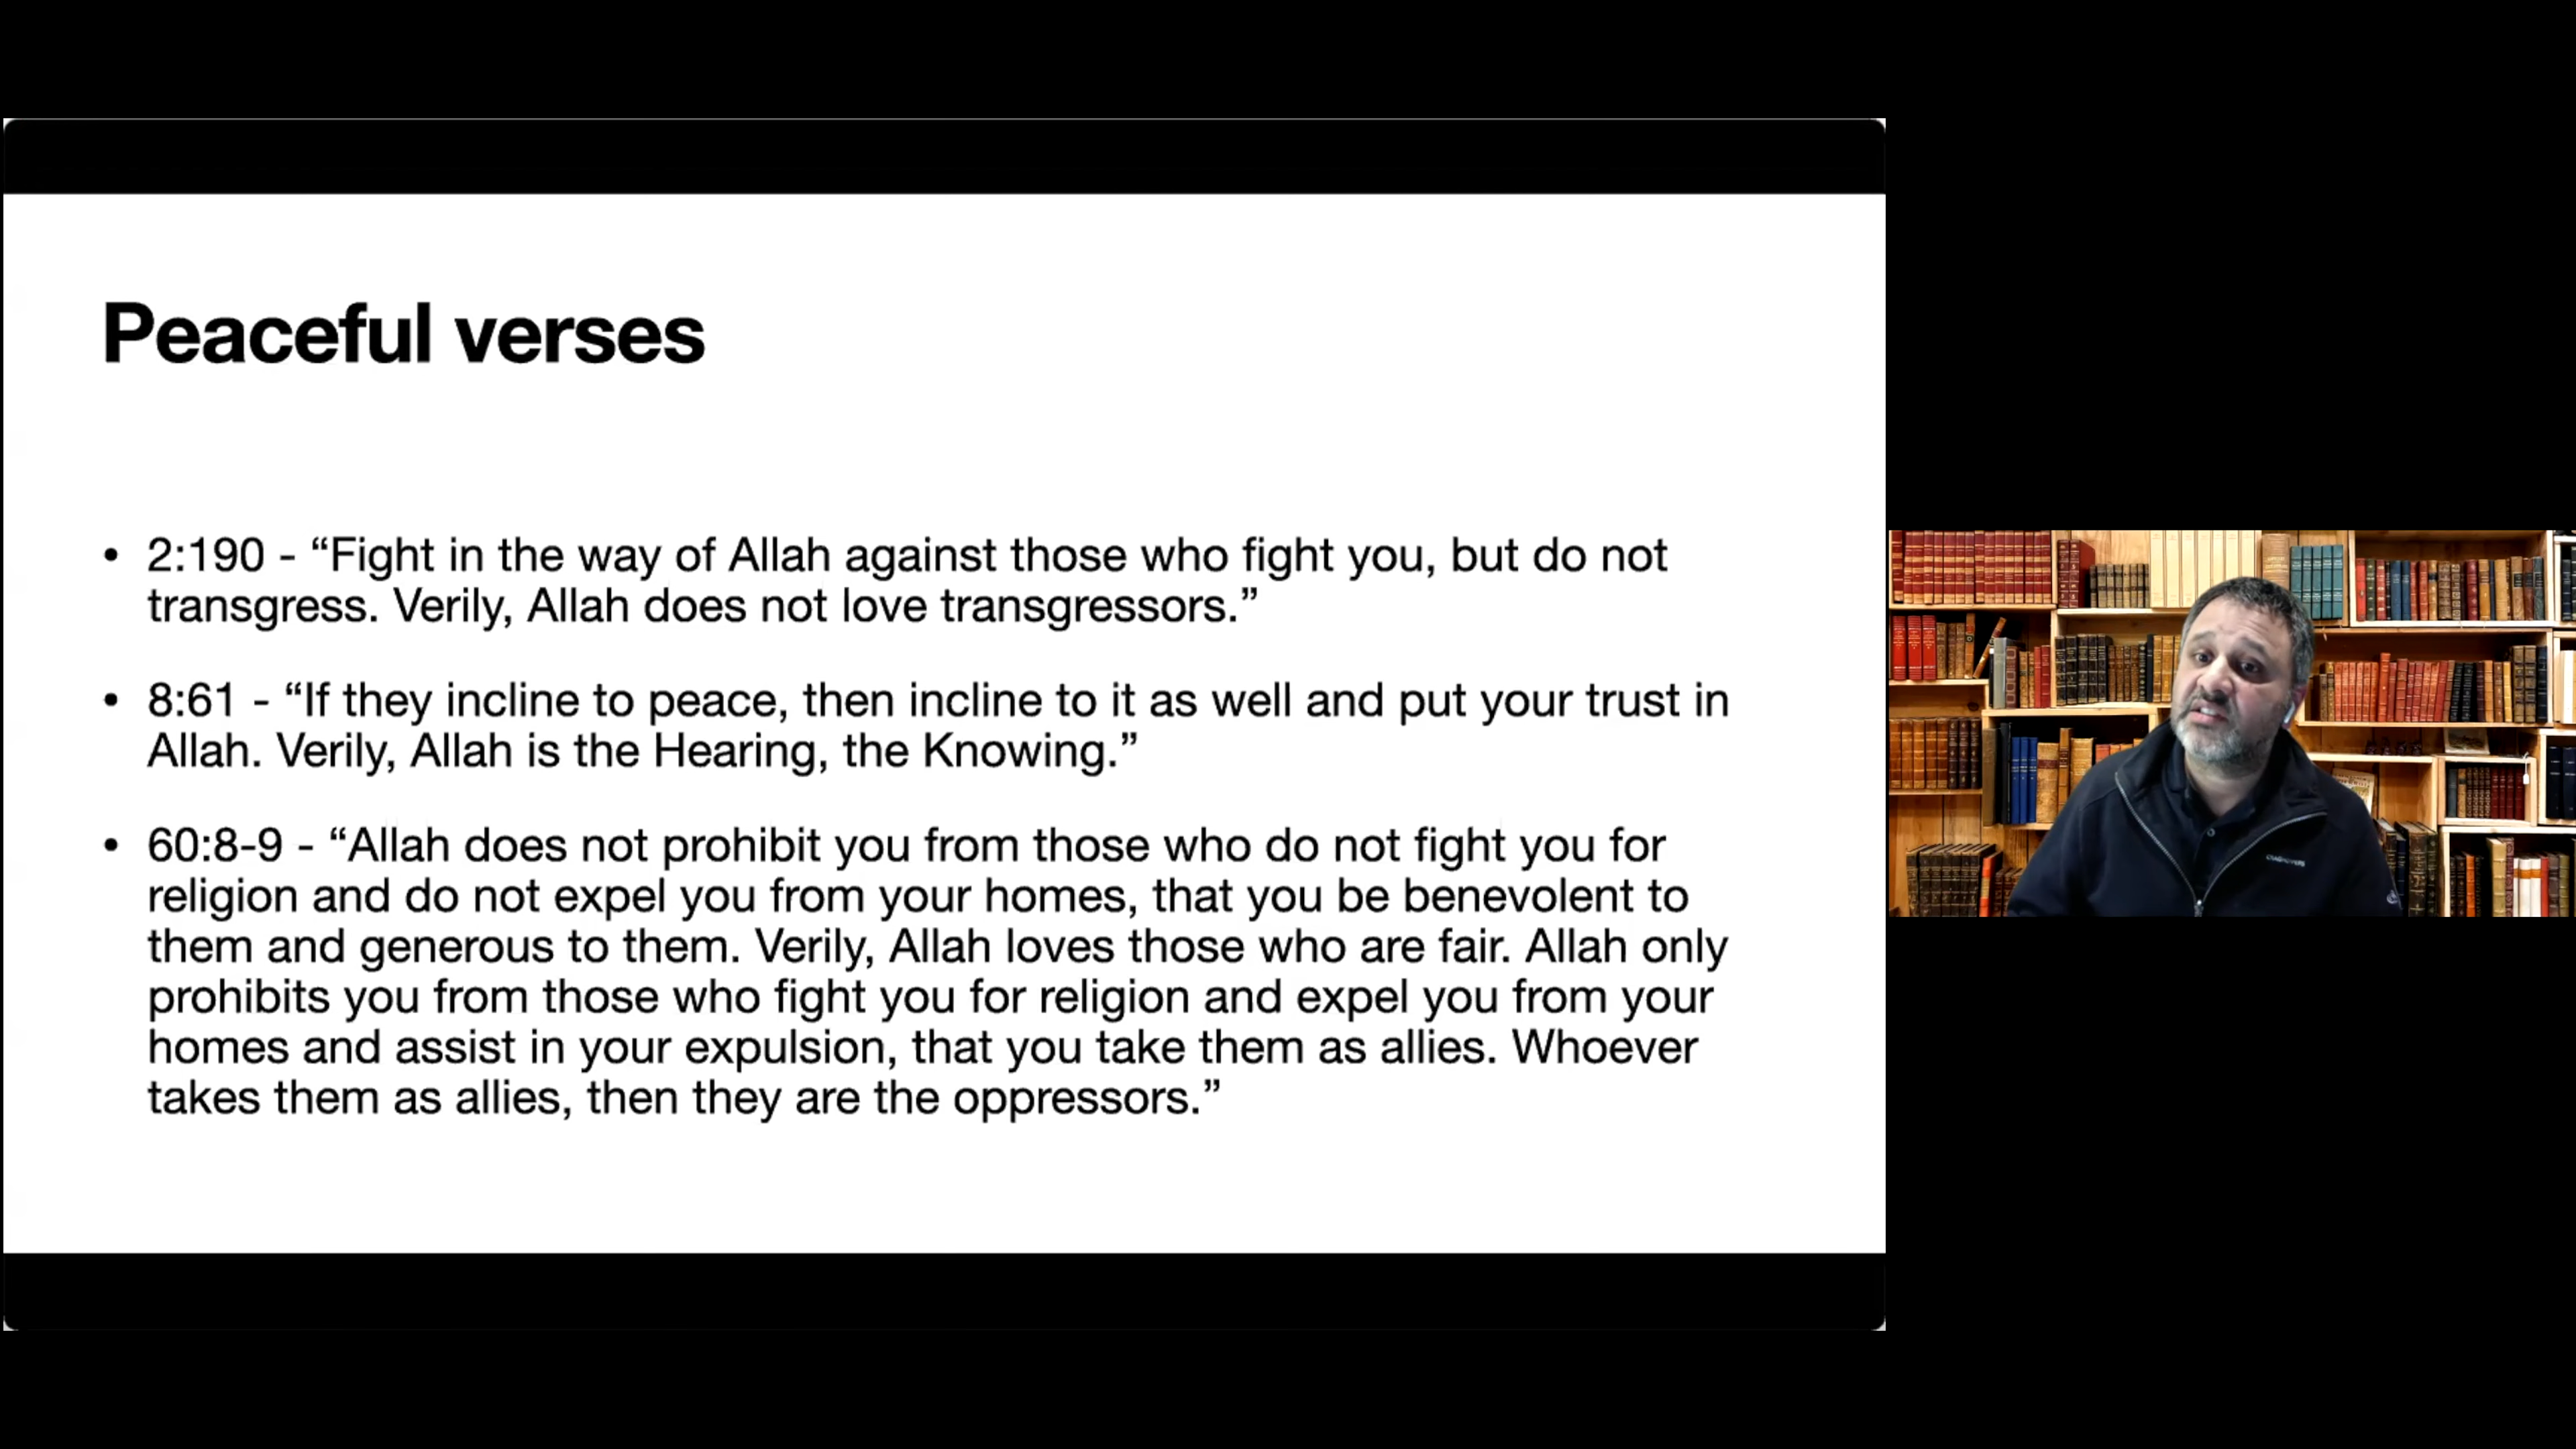 Peaceful verses
• 2:190 - “Fight in the way of Allah against those who fight you, but do not
transgress. Verily, Allah does not love transgressors.”
• 8:61 - “If they incline to peace, then incline to it as well and put your trust in
Allah. Verily, Allah is the Hearing, the Knowing.”
• 60:8-9 - “Allah does not prohibit you from those who do not fight you for
religion and do not expel you from your homes, that you be benevolent to
them and generous to them. Verily, Allah loves those who are fair. Allah only
prohibits you from those who fight you for religion and expel you from your
homes and assist in your expulsion, that you take them as allies. Whoever
takes them as allies, then they are the oppressors.”